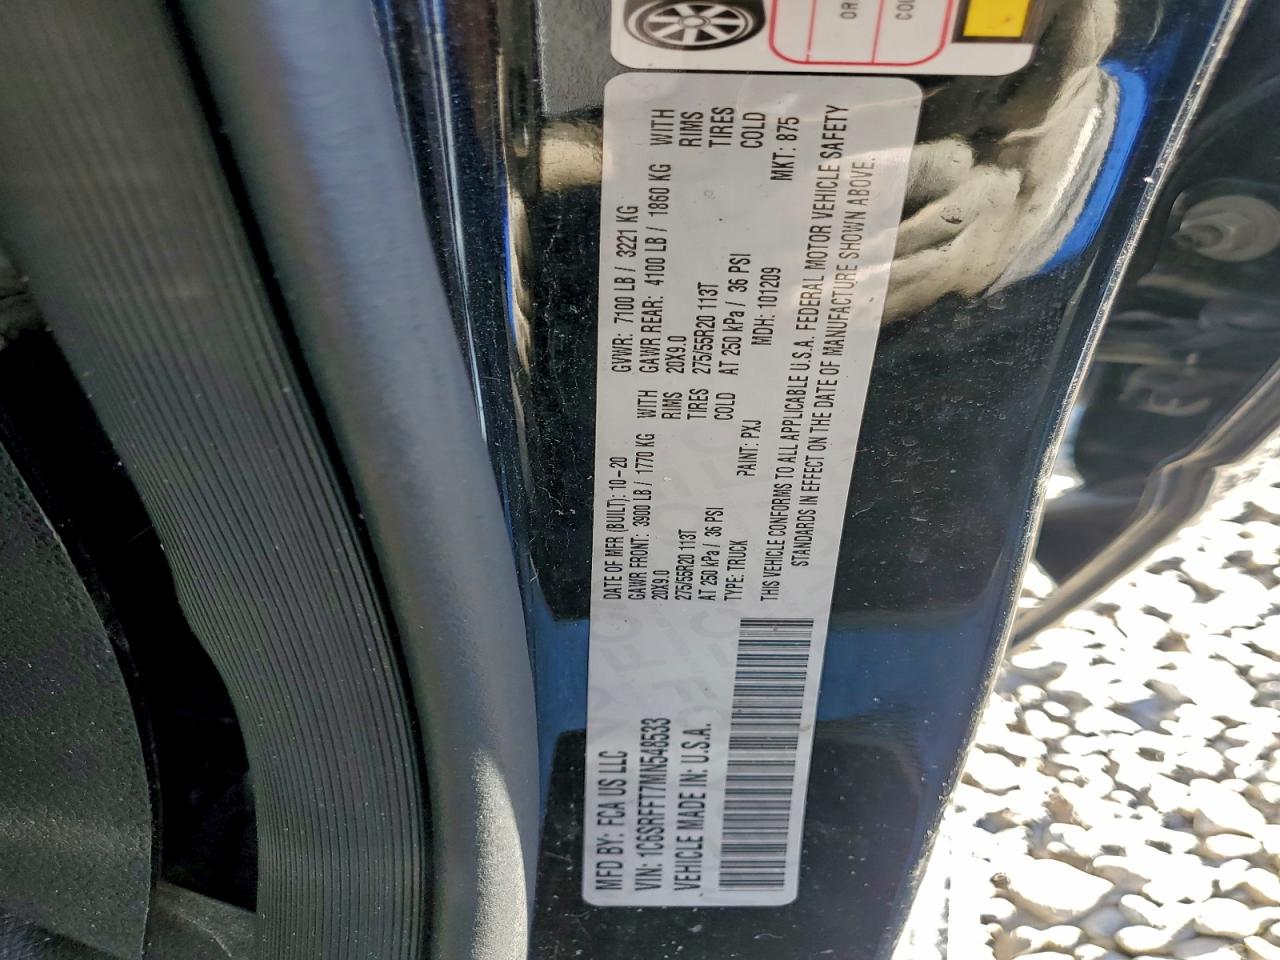 OR
COL
MFD BY: FCA US LLC
DATE OF MFR (BUILT): 10-20
GVWR: 7100 LB / 3221 KG
VIN: 1C6SRFFT7MN548533
GAWR FRONT: 3900 LB / 1770 KG WITH
GAWR REAR: 4100 LB / 1860 KG WITH
VEHICLE MADE IN: U.S.A.
20X9.0 RIMS
20X9.0 RIMS
275/55R20 113T TIRES
275/55R20 113T TIRES
AT 250 kPa / 36 PSI COLD
AT 250 kPa / 36 PSI COLD
TYPE: TRUCK PAINT: PXJ MDH: 101209 MKT: 875
THIS VEHICLE CONFORMS TO ALL APPLICABLE U.S.A. FEDERAL MOTOR VEHICLE SAFETY
STANDARDS IN EFFECT ON THE DATE OF MANUFACTURE SHOWN ABOVE.